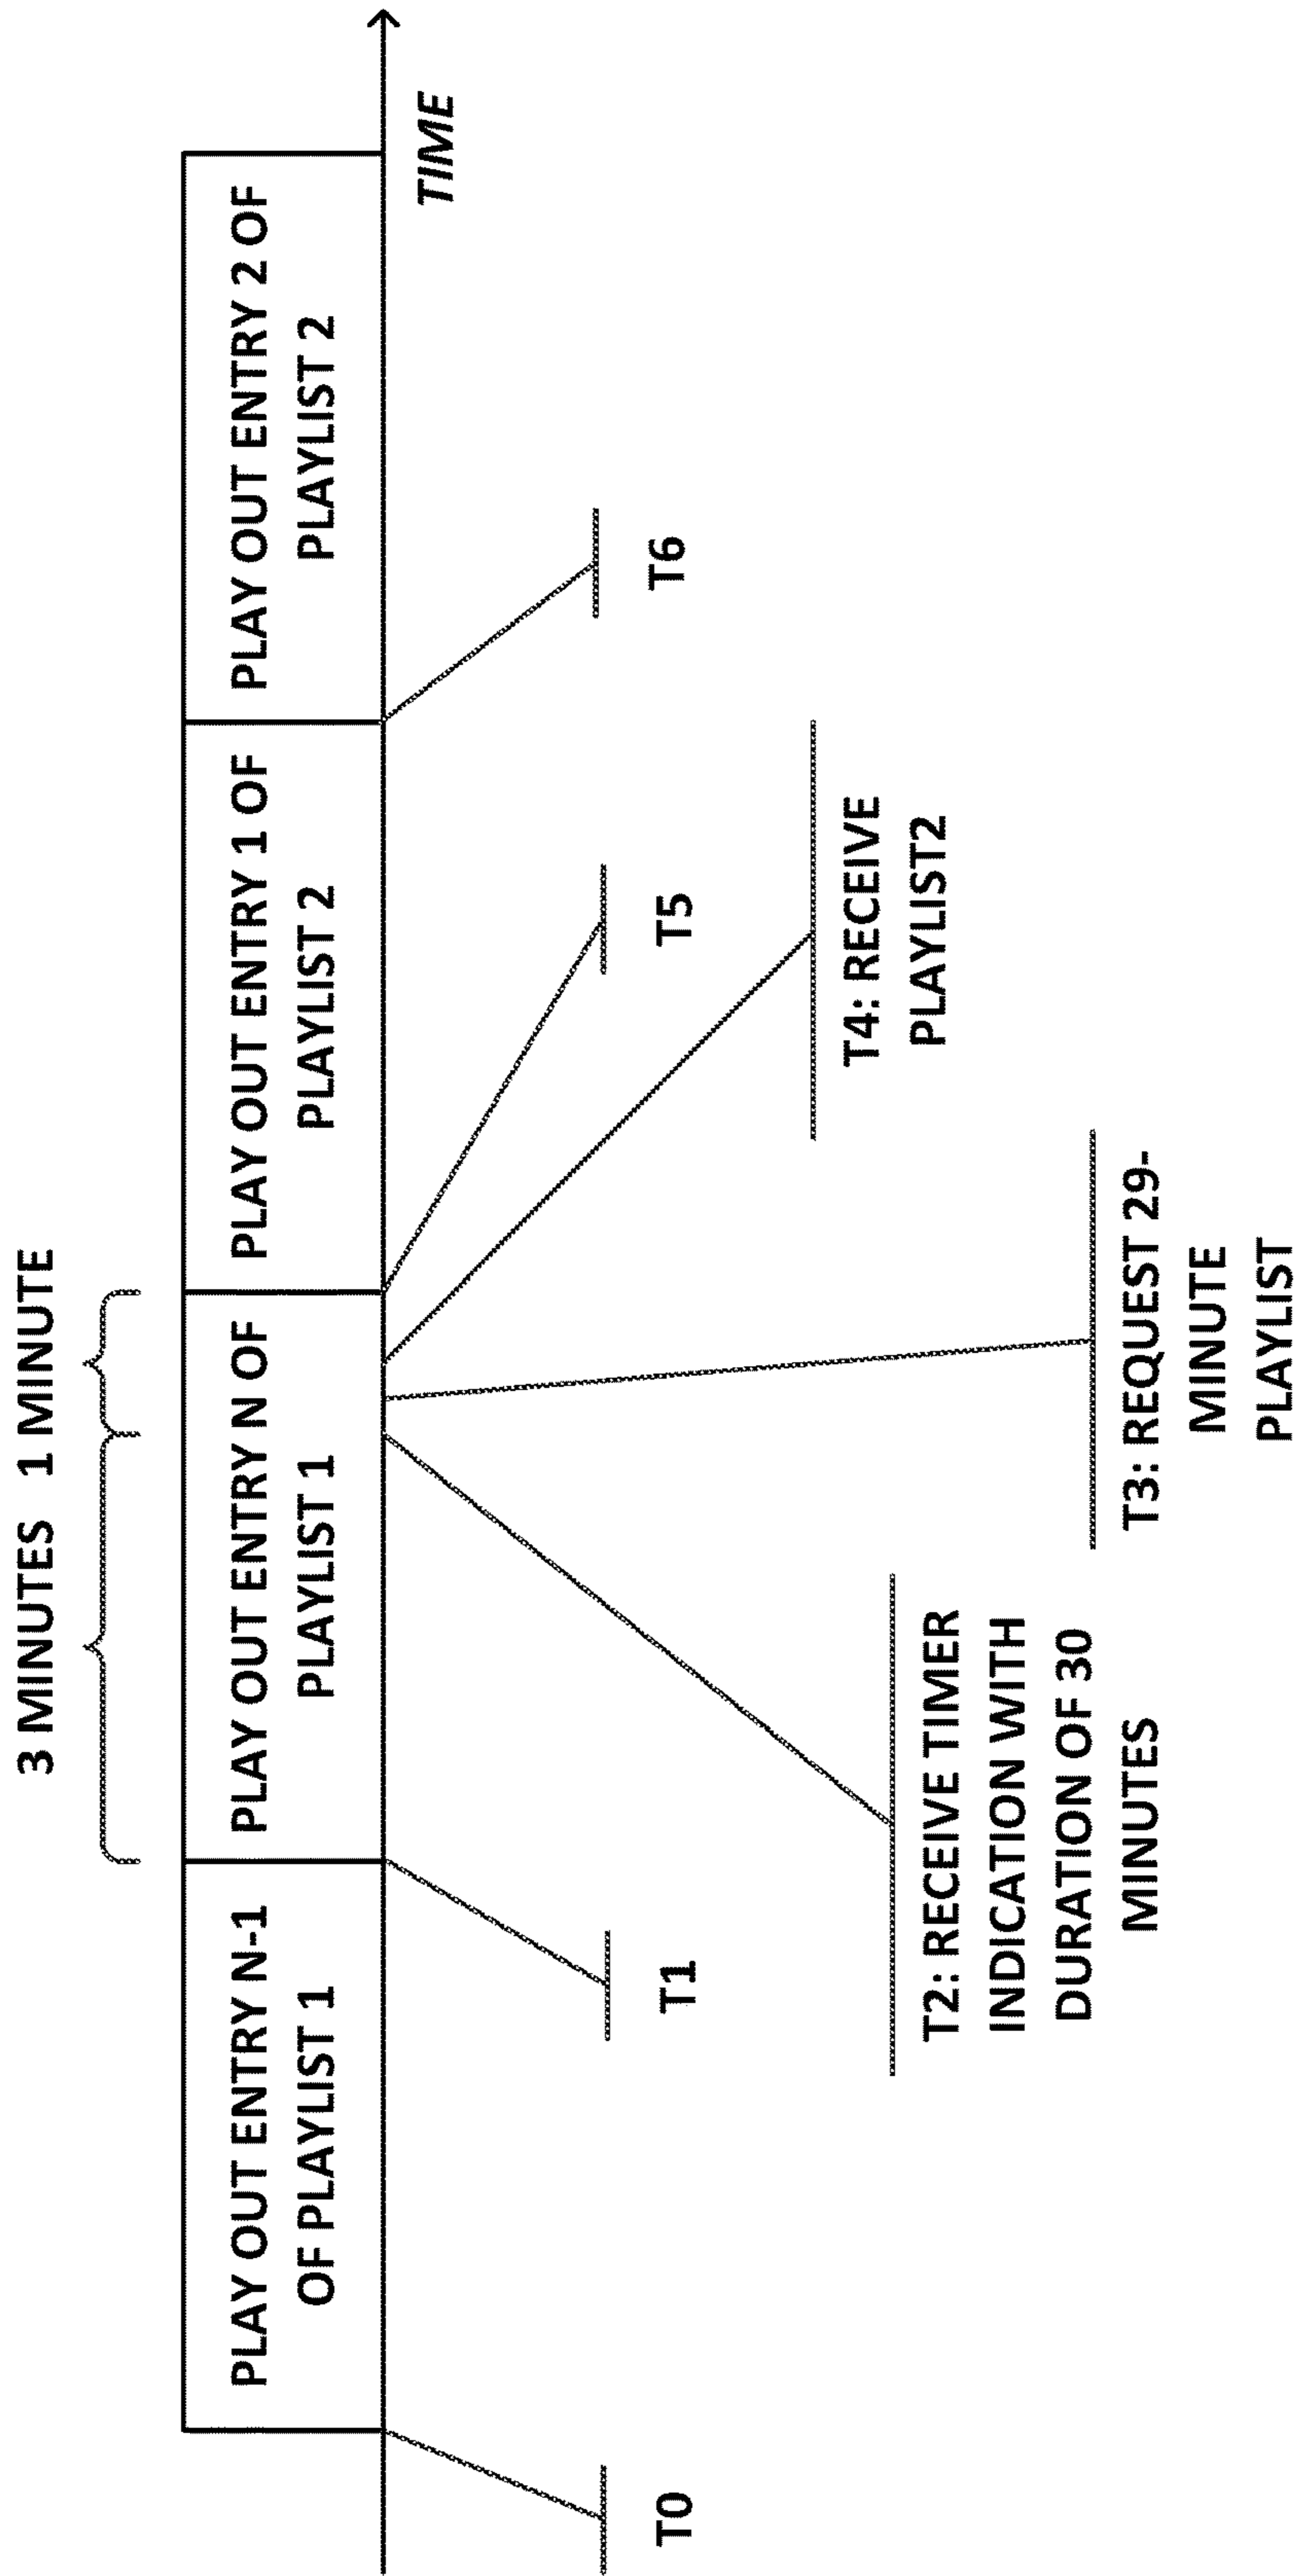 3 MINUTES 1 MINUTE
PLAY OUT ENTRY N-1
OF PLAYLIST 1
PLAY OUT ENTRY N OF
PLAYLIST 1
PLAY OUT ENTRY 1 OF
PLAYLIST 2
PLAY OUT ENTRY 2 OF
PLAYLIST 2
TIME
T0
T1
T5
T6
T4: RECEIVE
PLAYLIST2
T2: RECEIVE TIMER
INDICATION WITH
DURATION OF 30
MINUTES
T3: REQUEST 29-
MINUTE
PLAYLIST